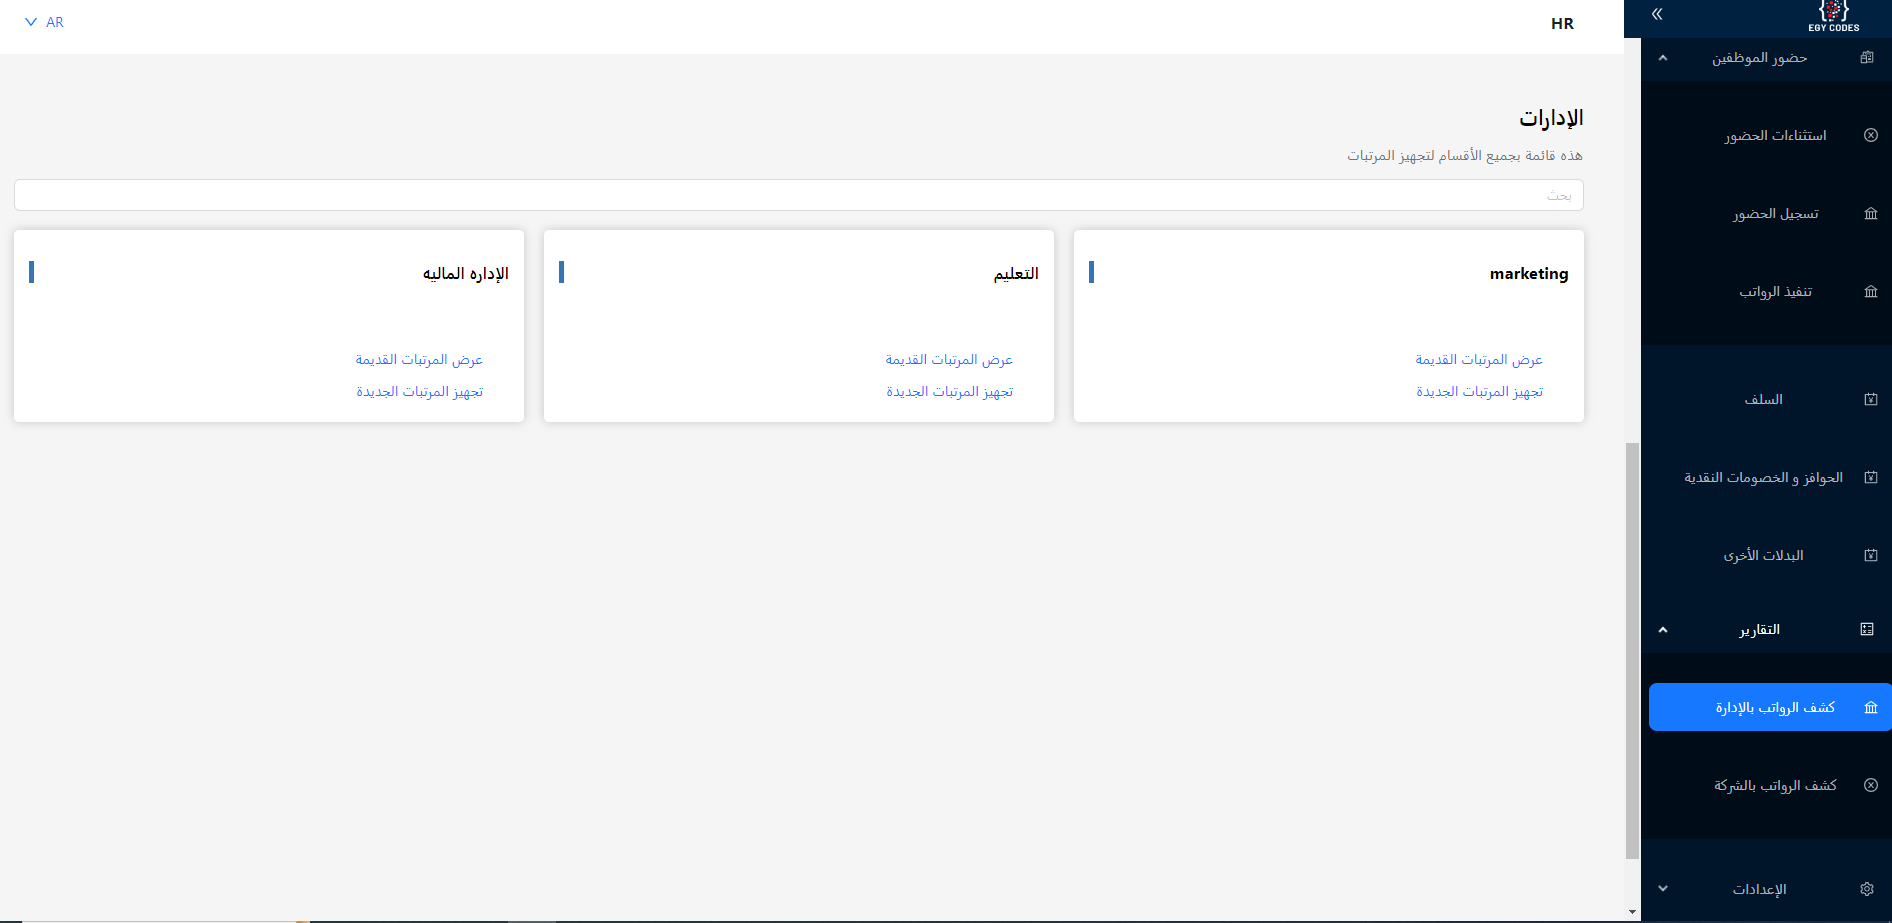 HR
AR
الإدارات
هذه قائمة بجميع الأقسام لتجهيز المرتبات
بحث
marketing
عرض المرتبات القديمة
تجهيز المرتبات الجديدة
التعليم
عرض المرتبات القديمة
تجهيز المرتبات الجديدة
الإداره الماليه
عرض المرتبات القديمة
تجهيز المرتبات الجديدة
EGY CODES
حضور الموظفين
استثناءات الحضور
تسجيل الحضور
تنفيذ الرواتب
السلف
الحوافز و الخصومات النقدية
البدلات الأخرى
التقارير
كشف الرواتب بالإدارة
كشف الرواتب بالشركة
الإعدادات